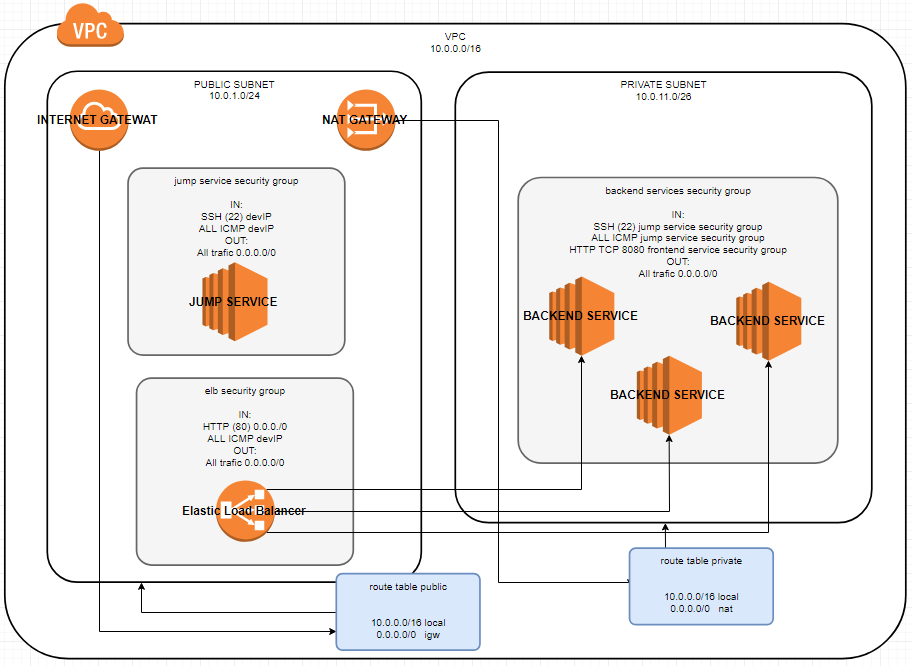 VPC
VPC
10.0.0.0/16
PUBLIC SUBNET
10.0.1.0/24
PRIVATE SUBNET
10.0.11.0/26
INTERNET GATEWAT
NAT GATEWAY
jump service security group
IN:
SSH (22) devIP
ALL ICMP devIP
OUT:
All trafic 0.0.0.0/0
JUMP SERVICE
backend services security group
IN:
SSH (22) jump service security group
ALL ICMP jump service security group
HTTP TCP 8080 frontend service security group
OUT:
All trafic 0.0.0.0/0
BACKEND SERVICE
BACKEND SERVICE
BACKEND SERVICE
elb security group
IN:
HTTP (80) 0.0.0./0
ALL ICMP devIP
OUT:
All trafic 0.0.0.0/0
Elastic Load Balancer
route table public
10.0.0.0/16 local
0.0.0.0/0 igw
route table private
10.0.0.0/16 local
0.0.0.0/0 nat